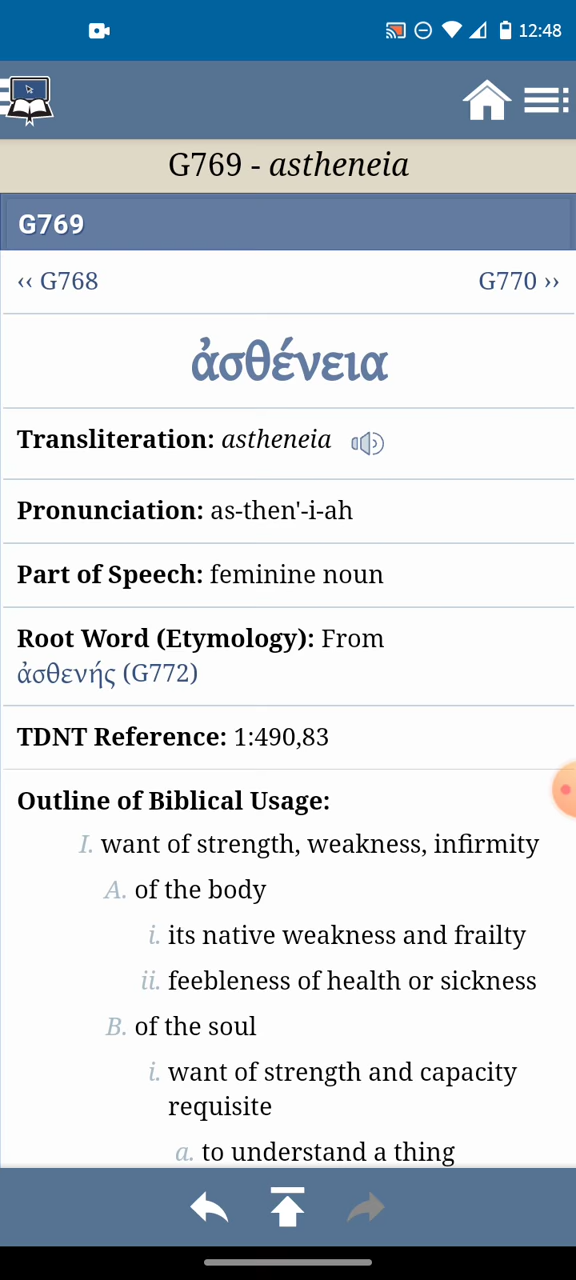 12:48
G769 - astheneia
G769
‹‹ G768 G770 ››
ἀσθένεια
Transliteration: astheneia
Pronunciation: as-then'-i-ah
Part of Speech: feminine noun
Root Word (Etymology): From
ἀσθενής (G772)
TDNT Reference: 1:490,83
Outline of Biblical Usage:
I. want of strength, weakness, infirmity
A. of the body
i. its native weakness and frailty
ii. feebleness of health or sickness
B. of the soul
i. want of strength and capacity
requisite
a. to understand a thing